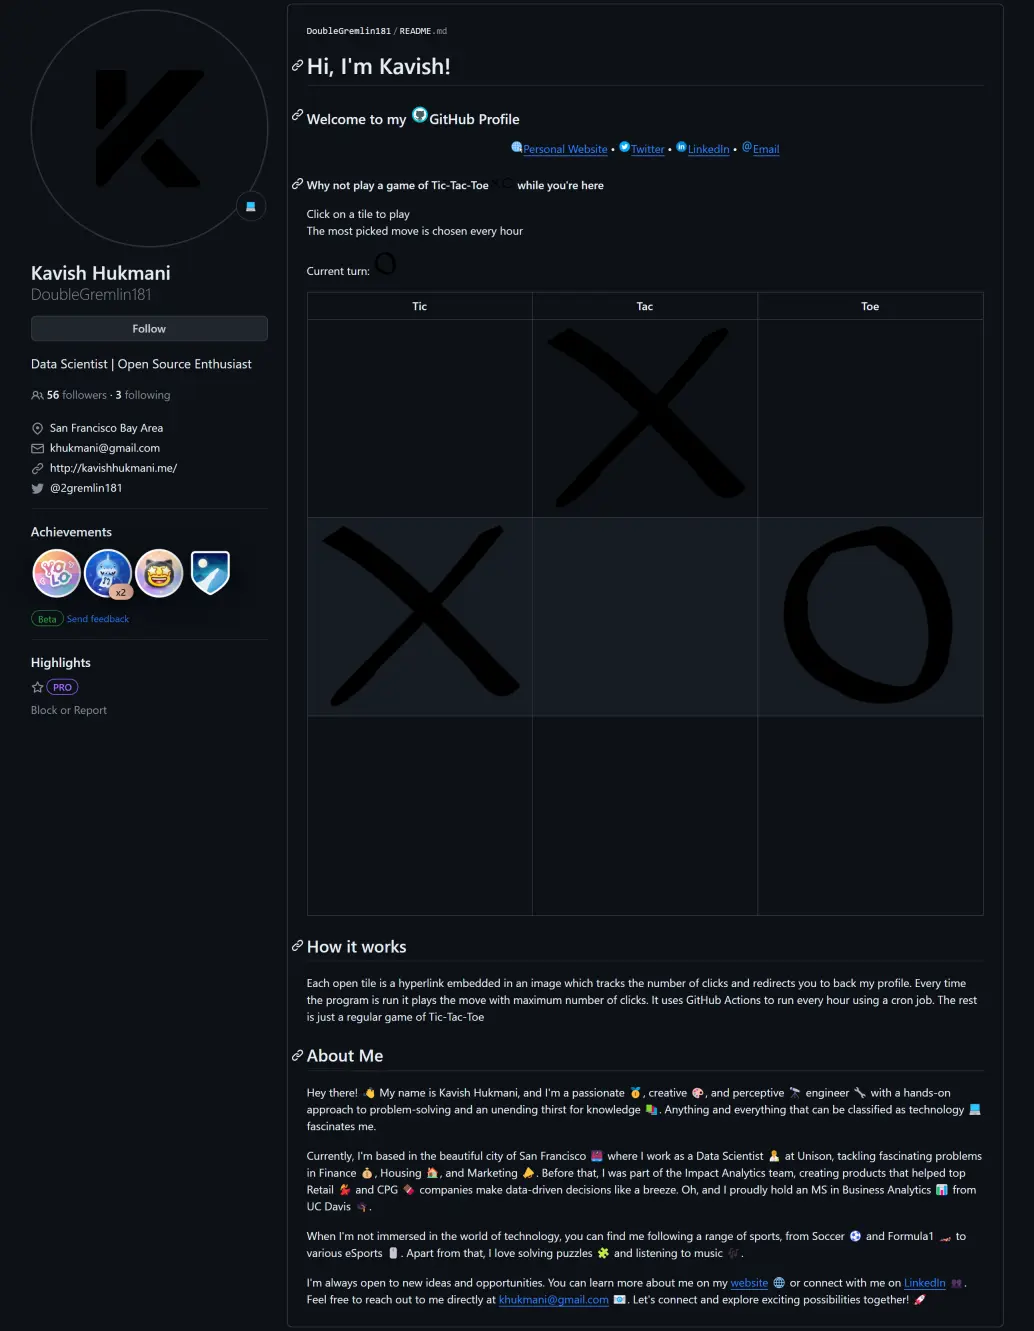 DoubleGremlin181 / README.md
Hi, I'm Kavish!
Welcome to my GitHub Profile
Personal Website • Twitter • LinkedIn • Email
Why not play a game of Tic-Tac-Toe while you're here
Click on a tile to play
The most picked move is chosen every hour
Current turn:
Tic Tac Toe
Kavish Hukmani
DoubleGremlin181
Follow
Data Scientist | Open Source Enthusiast
56 followers · 3 following
San Francisco Bay Area
khukmani@gmail.com
http://kavishhukmani.me/
@2gremlin181
Achievements
YOLO
x2
Beta Send feedback
Highlights
PRO
Block or Report
How it works
Each open tile is a hyperlink embedded in an image which tracks the number of clicks and redirects you to back my profile. Every time
the program is run it plays the move with maximum number of clicks. It uses GitHub Actions to run every hour using a cron job. The rest
is just a regular game of Tic-Tac-Toe
About Me
Hey there! 👋 My name is Kavish Hukmani, and I'm a passionate 🥇, creative 🎨, and perceptive 🔭 engineer 🔧 with a hands-on
approach to problem-solving and an unending thirst for knowledge 📚. Anything and everything that can be classified as technology 💻
fascinates me.
Currently, I'm based in the beautiful city of San Francisco 🌉 where I work as a Data Scientist 👨‍🔬 at Unison, tackling fascinating problems
in Finance 💰, Housing 🏠, and Marketing 📣. Before that, I was part of the Impact Analytics team, creating products that helped top
Retail 💃 and CPG 🍫 companies make data-driven decisions like a breeze. Oh, and I proudly hold an MS in Business Analytics 📊 from
UC Davis 🎓.
When I'm not immersed in the world of technology, you can find me following a range of sports, from Soccer ⚽ and Formula1 🏎️ to
various eSports 🖱️. Apart from that, I love solving puzzles 🧩 and listening to music 🎶.
I'm always open to new ideas and opportunities. You can learn more about me on my website 🌐 or connect with me on LinkedIn 👥.
Feel free to reach out to me directly at khukmani@gmail.com 📧. Let's connect and explore exciting possibilities together! 🚀